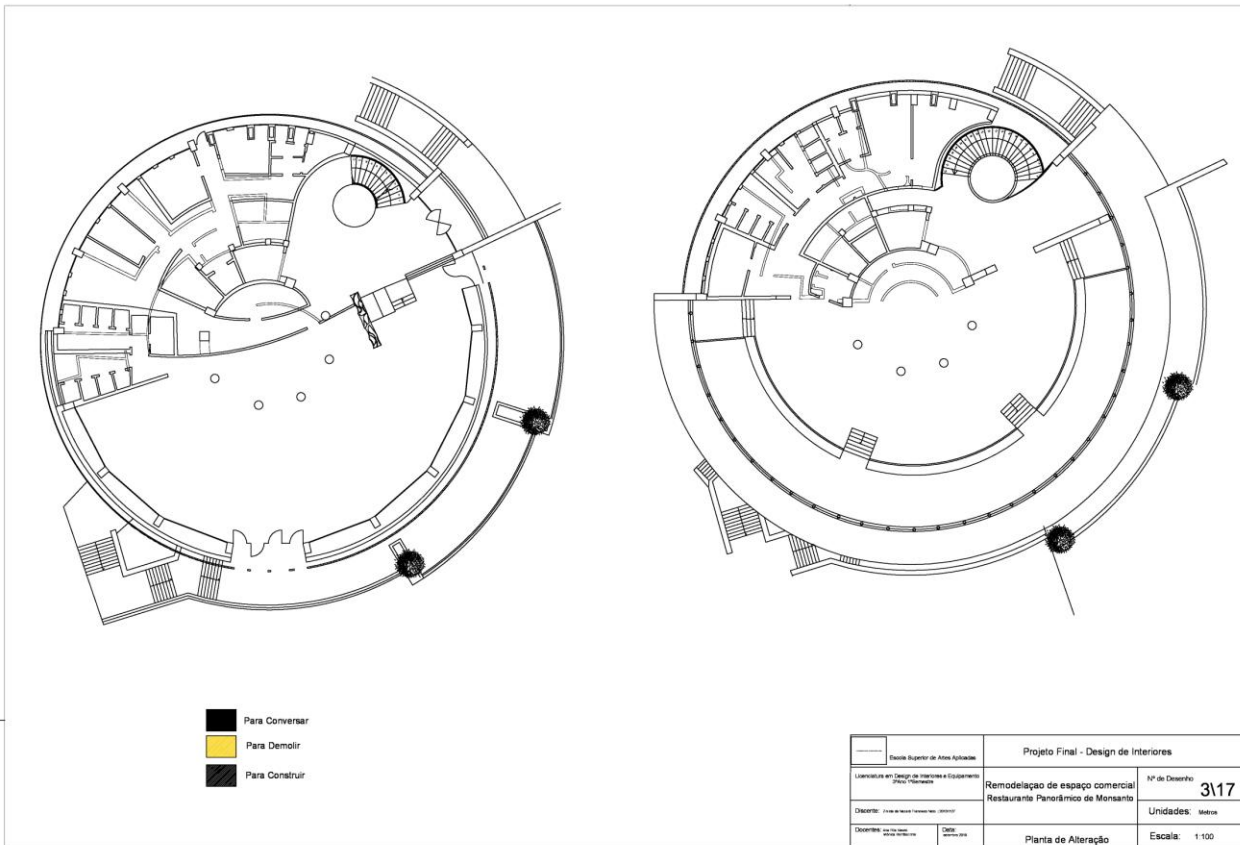 Para Conversar
Para Demolir
Para Construir
Escola Superior de Artes Aplicadas
Projeto Final - Design de Interiores
Licenciatura em Design de Interiores e Equipamento
3ºAno 1ºSemestre
Remodelaçao de espaço comercial
Restaurante Panorâmico de Monsanto
Nº de Desenho
3\17
Discente:
Unidades: Metros
Docentes:
Data:
Planta de Alteração
Escala: 1:100